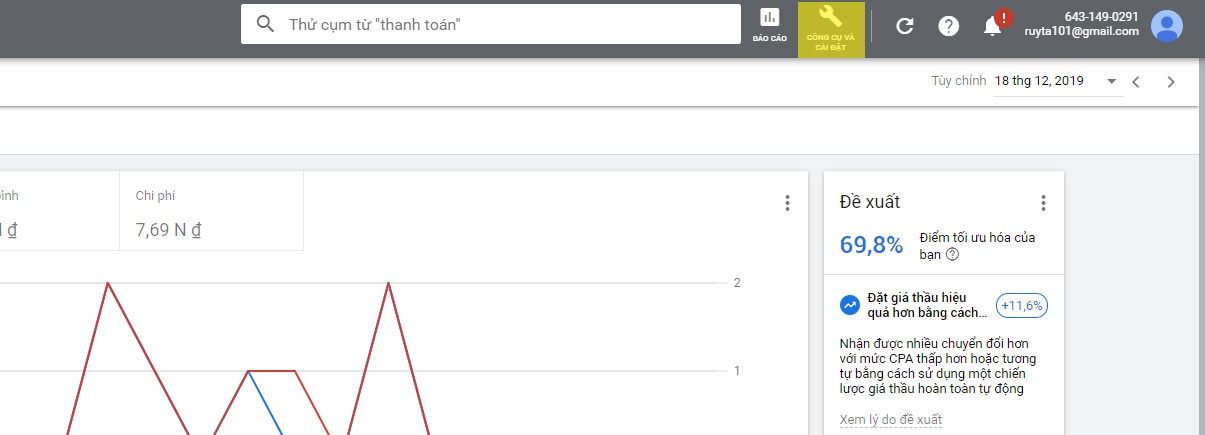 Thử cụm từ "thanh toán"
BÁO CÁO
CÔNG CỤ VÀ
CÀI ĐẶT
!
643-149-0291
ruyta101@gmail.com
Tùy chỉnh 18 thg 12, 2019
Chi phí
₫
7,69 N ₫
2
1
Đề xuất
69,8%
Điểm tối ưu hóa của
bạn ?
Đặt giá thầu hiệu
quả hơn bằng cách...
+11,6%
Nhận được nhiều chuyển đổi hơn
với mức CPA thấp hơn hoặc tương
tự bằng cách sử dụng một chiến
lược giá thầu hoàn toàn tự động
Xem lý do đề xuất